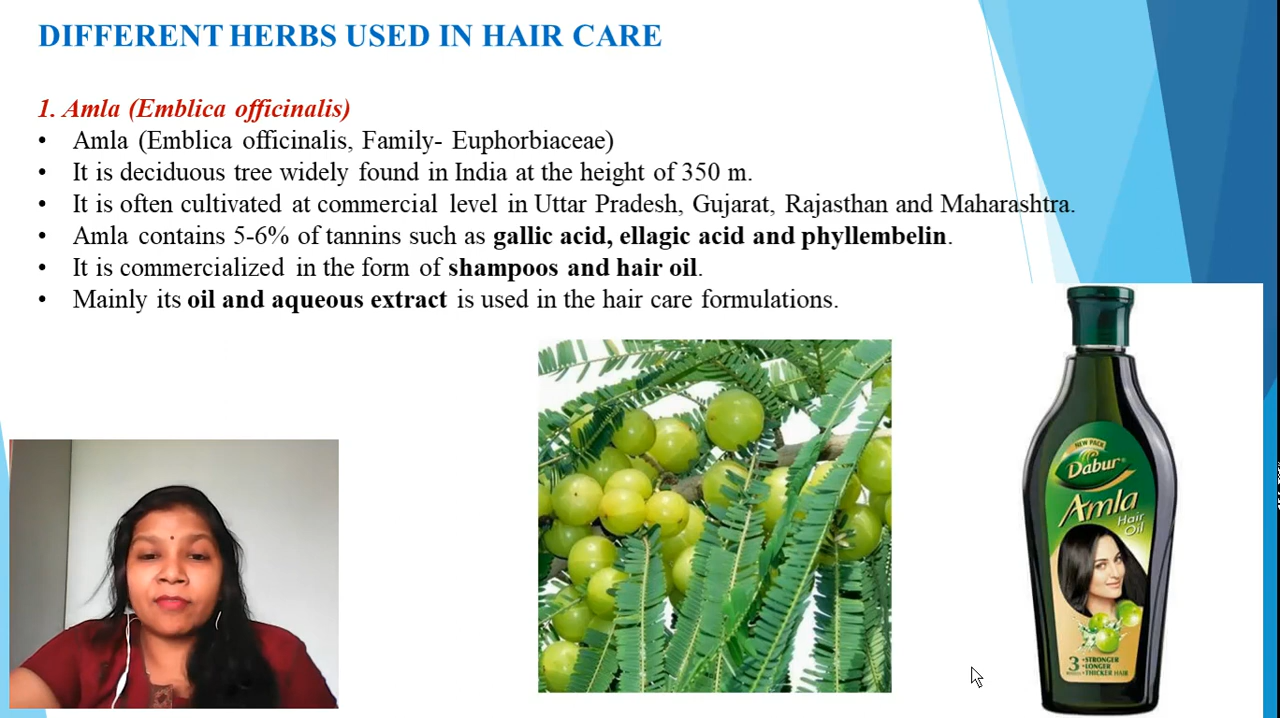 DIFFERENT HERBS USED IN HAIR CARE
1. Amla (Emblica officinalis)
• Amla (Emblica officinalis, Family- Euphorbiaceae)
• It is deciduous tree widely found in India at the height of 350 m.
• It is often cultivated at commercial level in Uttar Pradesh, Gujarat, Rajasthan and Maharashtra.
• Amla contains 5-6% of tannins such as gallic acid, ellagic acid and phyllembelin.
• It is commercialized in the form of shampoos and hair oil.
• Mainly its oil and aqueous extract is used in the hair care formulations.
NEW PACK
Dabur
Amla
Hair
Oil
3
• STRONGER
• LONGER
• THICKER HAIR